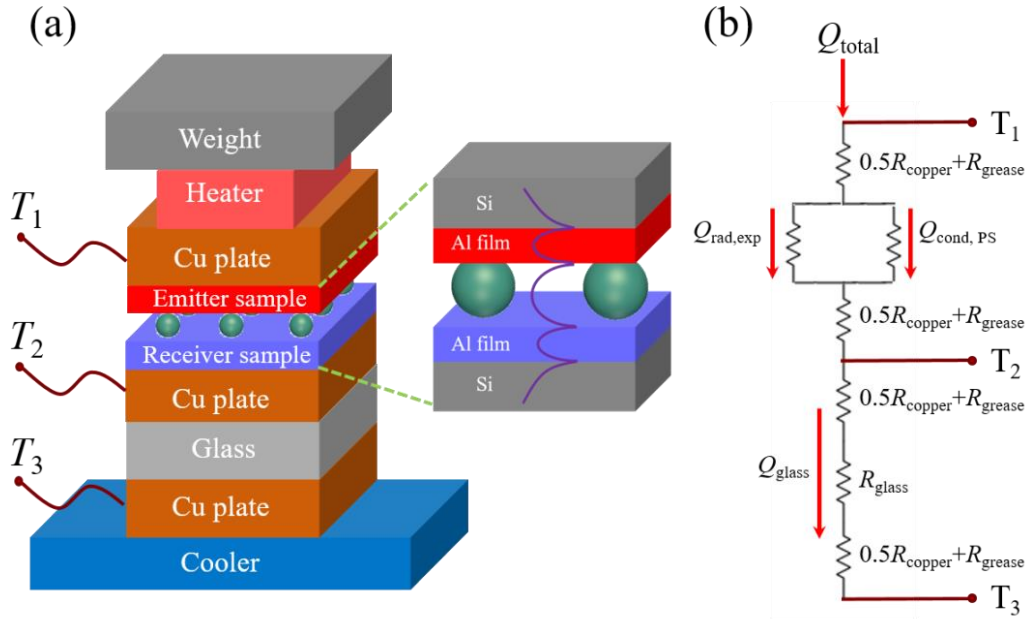 (a)
Weight
Heater
T1
Cu plate
Emitter sample
T2
Receiver sample
Cu plate
Glass
T3
Cu plate
Cooler
Si
Al film
Al film
Si
(b)
Qtotal
T1
0.5Rcopper+Rgrease
Qrad,exp
Qcond, PS
0.5Rcopper+Rgrease
T2
0.5Rcopper+Rgrease
Qglass
Rglass
0.5Rcopper+Rgrease
T3